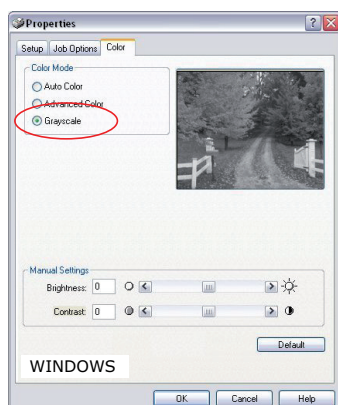 Properties
Setup Job Options Color
Color Mode
Auto Color
Advanced Color
Grayscale
Manual Settings
Brightness: 0
Contrast: 0
Default
WINDOWS
OK Cancel Help